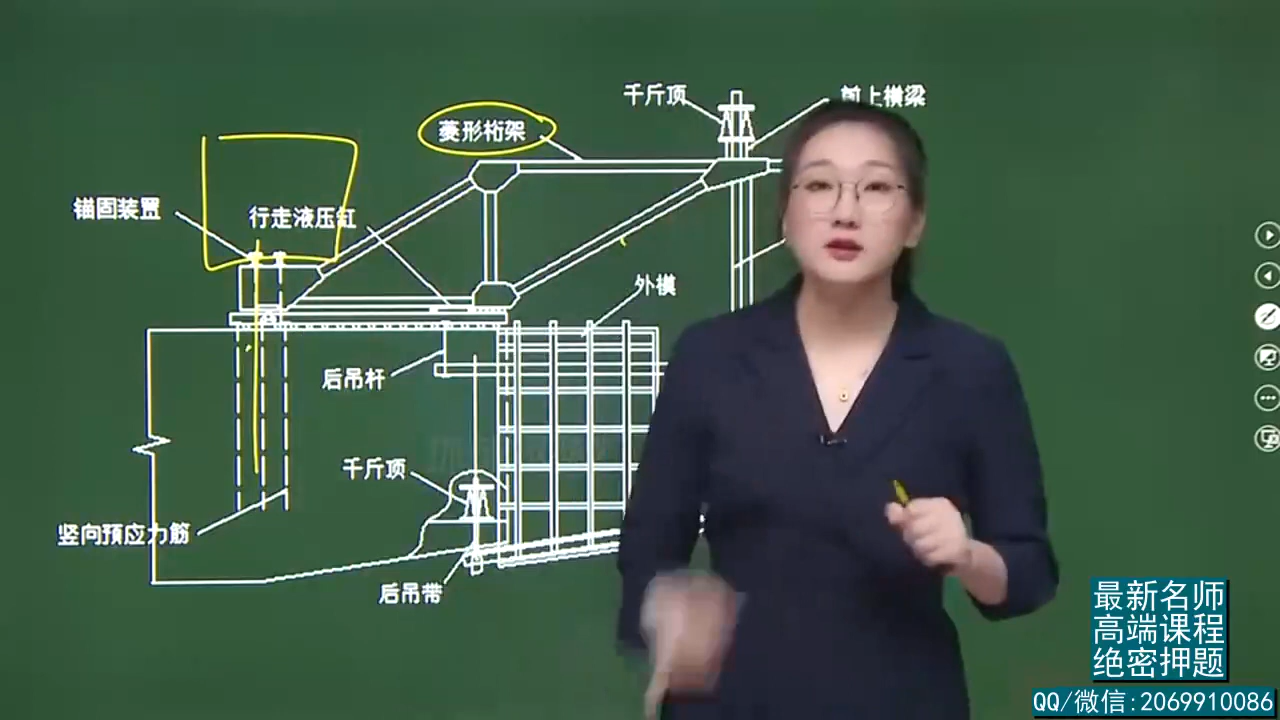 千斤顶
前上横梁
菱形桁架
锚固装置
行走液压缸
外模
后吊杆
千斤顶
竖向预应力筋
后吊带
最新名师
高端课程
绝密押题
QQ/微信:2069910086